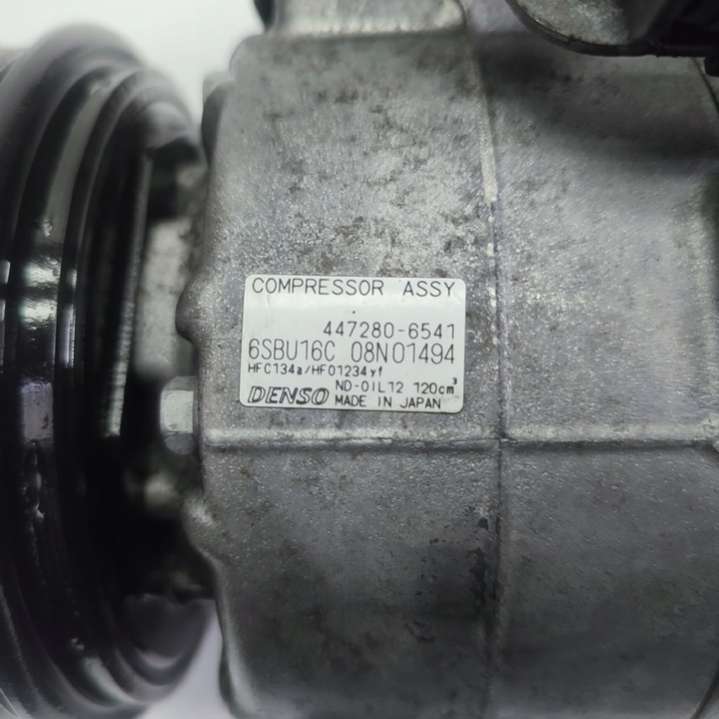 COMPRESSOR ASSY
447280-6541
6SBU16C 08N01494
HFC134a/HFO1234yf
ND-OIL12 120cm³
DENSO MADE IN JAPAN